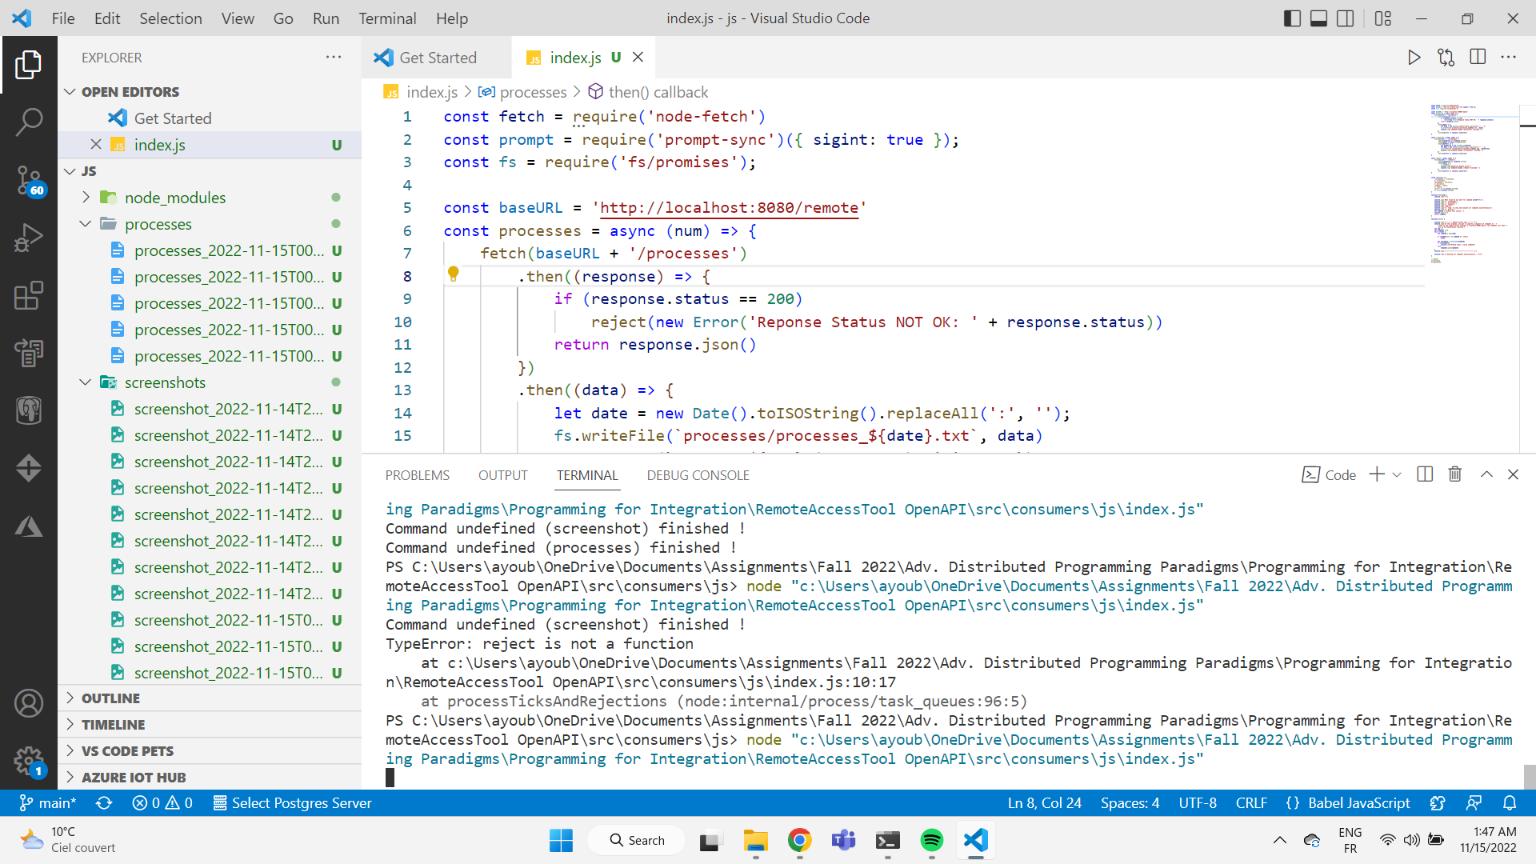 File Edit Selection View Go Run Terminal Help
index.js - js - Visual Studio Code
EXPLORER
OPEN EDITORS
Get Started
JS index.js U
JS
node_modules
processes
processes_2022-11-15T00... U
processes_2022-11-15T00... U
processes_2022-11-15T00... U
processes_2022-11-15T00... U
processes_2022-11-15T00... U
screenshots
screenshot_2022-11-14T2... U
screenshot_2022-11-14T2... U
screenshot_2022-11-14T2... U
screenshot_2022-11-14T2... U
screenshot_2022-11-14T2... U
screenshot_2022-11-14T2... U
screenshot_2022-11-14T2... U
screenshot_2022-11-14T2... U
screenshot_2022-11-15T0... U
screenshot_2022-11-15T0... U
screenshot_2022-11-15T0... U
OUTLINE
TIMELINE
VS CODE PETS
AZURE IOT HUB
60
1
Get Started
JS index.js U
JS index.js > processes > then() callback
1 const fetch = require('node-fetch')
2 const prompt = require('prompt-sync')({ sigint: true });
3 const fs = require('fs/promises');
4
5 const baseURL = 'http://localhost:8080/remote'
6 const processes = async (num) => {
7 fetch(baseURL + '/processes')
8 .then((response) => {
9 if (response.status == 200)
10 reject(new Error('Reponse Status NOT OK: ' + response.status))
11 return response.json()
12 })
13 .then((data) => {
14 let date = new Date().toISOString().replaceAll(':', '');
15 fs.writeFile(`processes/processes_${date}.txt`, data)
PROBLEMS OUTPUT TERMINAL DEBUG CONSOLE
Code
ing Paradigms\Programming for Integration\RemoteAccessTool OpenAPI\src\consumers\js\index.js"
Command undefined (screenshot) finished !
Command undefined (processes) finished !
PS C:\Users\ayoub\OneDrive\Documents\Assignments\Fall 2022\Adv. Distributed Programming Paradigms\Programming for Integration\Re
moteAccessTool OpenAPI\src\consumers\js> node "c:\Users\ayoub\OneDrive\Documents\Assignments\Fall 2022\Adv. Distributed Programm
ing Paradigms\Programming for Integration\RemoteAccessTool OpenAPI\src\consumers\js\index.js"
Command undefined (screenshot) finished !
TypeError: reject is not a function
at c:\Users\ayoub\OneDrive\Documents\Assignments\Fall 2022\Adv. Distributed Programming Paradigms\Programming for Integratio
n\RemoteAccessTool OpenAPI\src\consumers\js\index.js:10:17
at processTicksAndRejections (node:internal/process/task_queues:96:5)
PS C:\Users\ayoub\OneDrive\Documents\Assignments\Fall 2022\Adv. Distributed Programming Paradigms\Programming for Integration\Re
moteAccessTool OpenAPI\src\consumers\js> node "c:\Users\ayoub\OneDrive\Documents\Assignments\Fall 2022\Adv. Distributed Programm
ing Paradigms\Programming for Integration\RemoteAccessTool OpenAPI\src\consumers\js\index.js"
main* 0 0 Select Postgres Server
Ln 8, Col 24 Spaces: 4 UTF-8 CRLF {} Babel JavaScript
10°C
Ciel couvert
Search
ENG
FR
1:47 AM
11/15/2022